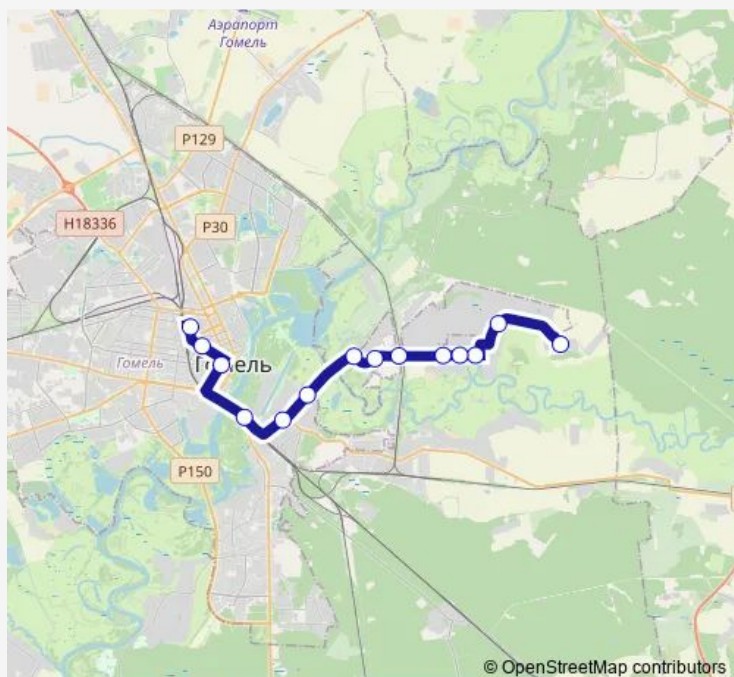 Аэрапорт
Гомель
P129
H18336
P30
Гомель
Гомель
P150
© OpenStreetMap contributors